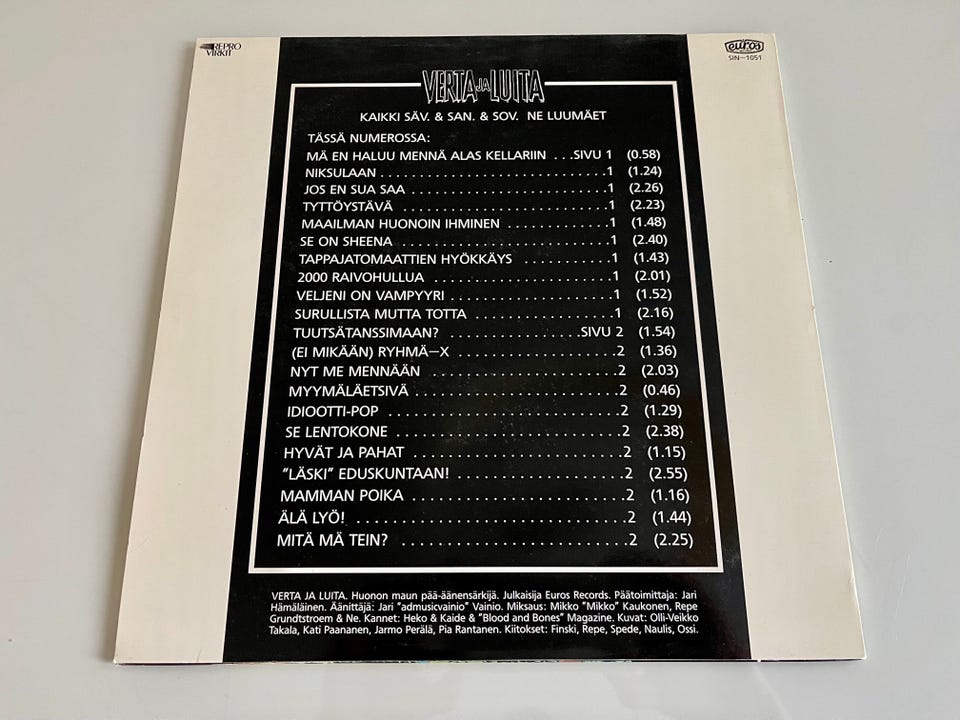 REPRO
VIRKIT
euros
SIN—1051
VERTA JA LUITA
KAIKKI SÄV. & SAN. & SOV. NE LUUMÄET
TÄSSÄ NUMEROSSA:
MÄ EN HALUU MENNÄ ALAS KELLARIIN ...SIVU 1 (0.58)
NIKSULAAN ..............................1 (1.24)
JOS EN SUA SAA ..........................1 (2.26)
TYTTÖYSTÄVÄ ............................1 (2.23)
MAAILMAN HUONOIN IHMINEN ..............1 (1.48)
SE ON SHEENA ............................1 (2.40)
TAPPAJATOMAATTIEN HYÖKKÄYS ............1 (1.43)
2000 RAIVOHULLUA ........................1 (2.01)
VELJENI ON VAMPYYRI ......................1 (1.52)
SURULLISTA MUTTA TOTTA ..................1 (2.16)
TUUTSÄTANSSIMAAN? ...................SIVU 2 (1.54)
(EI MIKÄÄN) RYHMÄ—X .....................2 (1.36)
NYT ME MENNÄÄN ........................2 (2.03)
MYYMÄLÄETSIVÄ ..........................2 (0.46)
IDIOOTTI-POP .............................2 (1.29)
SE LENTOKONE ...........................2 (2.38)
HYVÄT JA PAHAT .........................2 (1.15)
"LÄSKI" EDUSKUNTAAN! ....................2 (2.55)
MAMMAN POIKA .........................2 (1.16)
ÄLÄ LYÖ! ...............................2 (1.44)
MITÄ MÄ TEIN? ..........................2 (2.25)
VERTA JA LUITA. Huonon maun pää-äänensärkijä. Julkaisija Euros Records. Päätoimittaja: Jari
Hämäläinen. Äänittäjä: Jari "admusicvainio" Vainio. Miksaus: Mikko "Mikko" Kaukonen, Repe
Grundtstroem & Ne. Kannet: Heko & Kaide & "Blood and Bones" Magazine. Kuvat: Olli-Veikko
Takala, Kati Paananen, Jarmo Perälä, Pia Rantanen. Kiitokset: Finski, Repe, Spede, Naulis, Ossi.